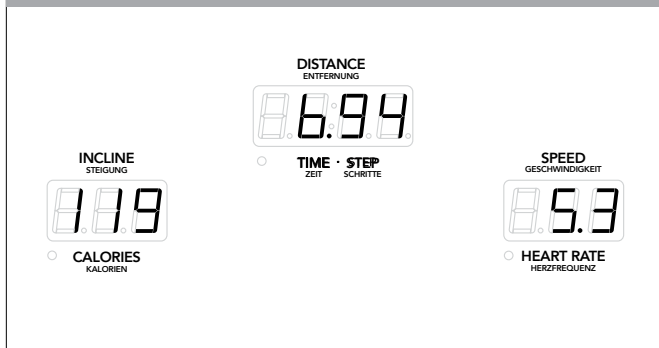 DISTANCE
ENTFERNUNG
6.94
TIME · STEP
ZEIT SCHRITTE
INCLINE
STEIGUNG
119
CALORIES
KALORIEN
SPEED
GESCHWINDIGKEIT
5.3
HEART RATE
HERZFREQUENZ